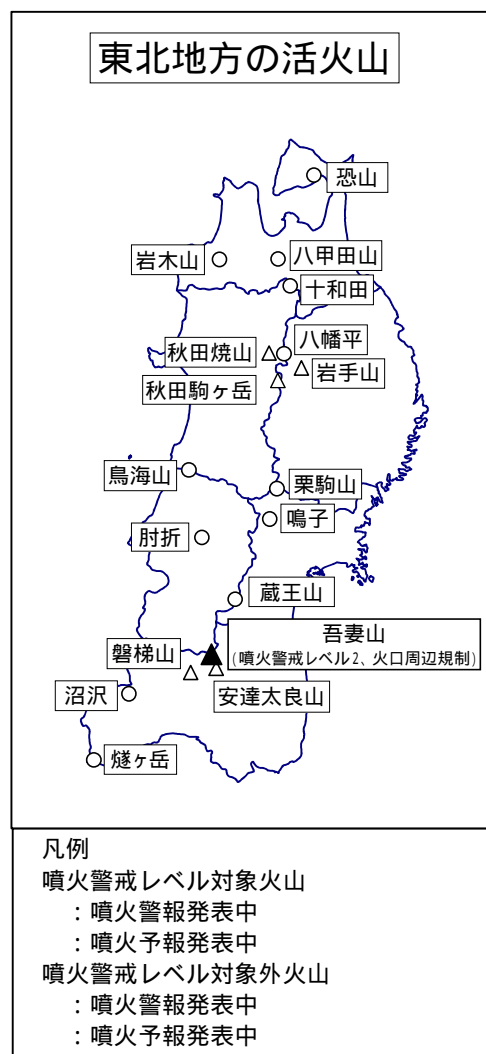 東北地方の活火山
恐山
岩木山
八甲田山
十和田
八幡平
秋田焼山
岩手山
秋田駒ヶ岳
鳥海山
栗駒山
鳴子
肘折
蔵王山
吾妻山
(噴火警戒レベル2、火口周辺規制)
磐梯山
沼沢
安達太良山
燧ヶ岳
凡例
噴火警戒レベル対象火山
：噴火警報発表中
：噴火予報発表中
噴火警戒レベル対象外火山
：噴火警報発表中
：噴火予報発表中